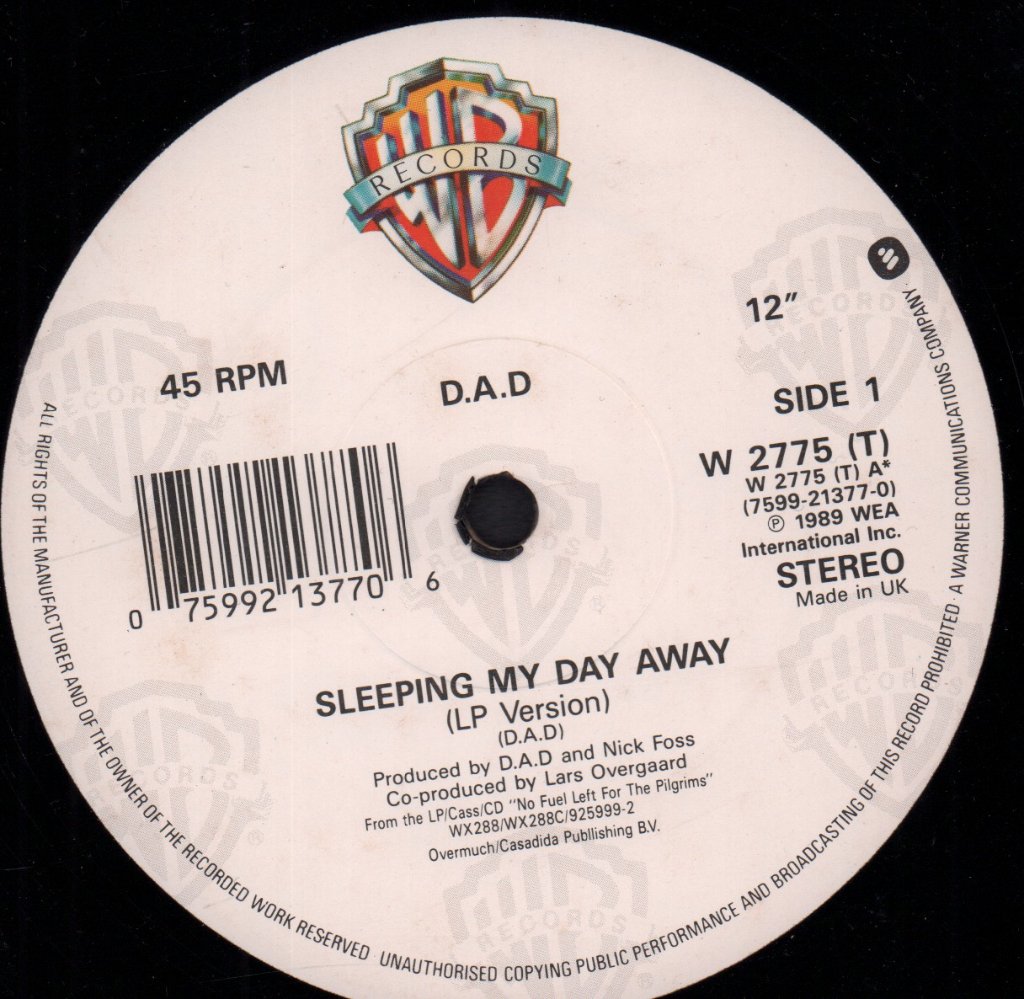 WB
RECORDS
12"
45 RPM
D.A.D
SIDE 1
W 2775 (T)
W 2775 (T) A*
(7599-21377-0)
℗ 1989 WEA
International Inc.
STEREO
Made in UK
0 75992 13770 6
SLEEPING MY DAY AWAY
(LP Version)
(D.A.D)
Produced by D.A.D and Nick Foss
Co-produced by Lars Overgaard
From the LP/Cass/CD "No Fuel Left For The Pilgrims"
WX288/WX288C/925999-2
Overmuch/Casadida Publlishing B.V.
ALL RIGHTS OF THE MANUFACTURER AND OF THE OWNER OF THE RECORDED WORK RESERVED · UNAUTHORISED COPYING PUBLIC PERFORMANCE AND BROADCASTING OF THIS RECORD PROHIBITED · A WARNER COMMUNICATIONS COMPANY ·